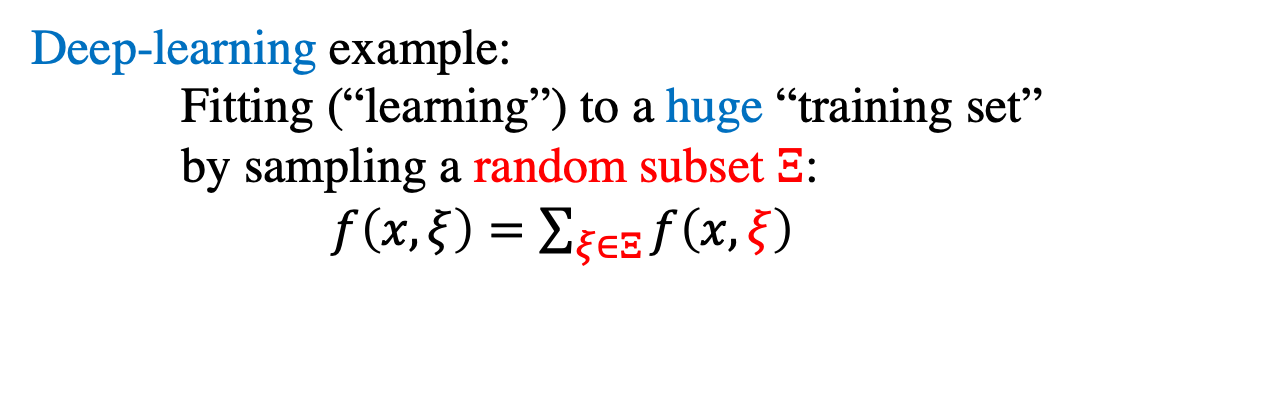 Deep-learning example:
Fitting (“learning”) to a huge “training set”
by sampling a random subset Ξ:
f(x, ξ) = ∑_{ξ∈Ξ} f(x, ξ)